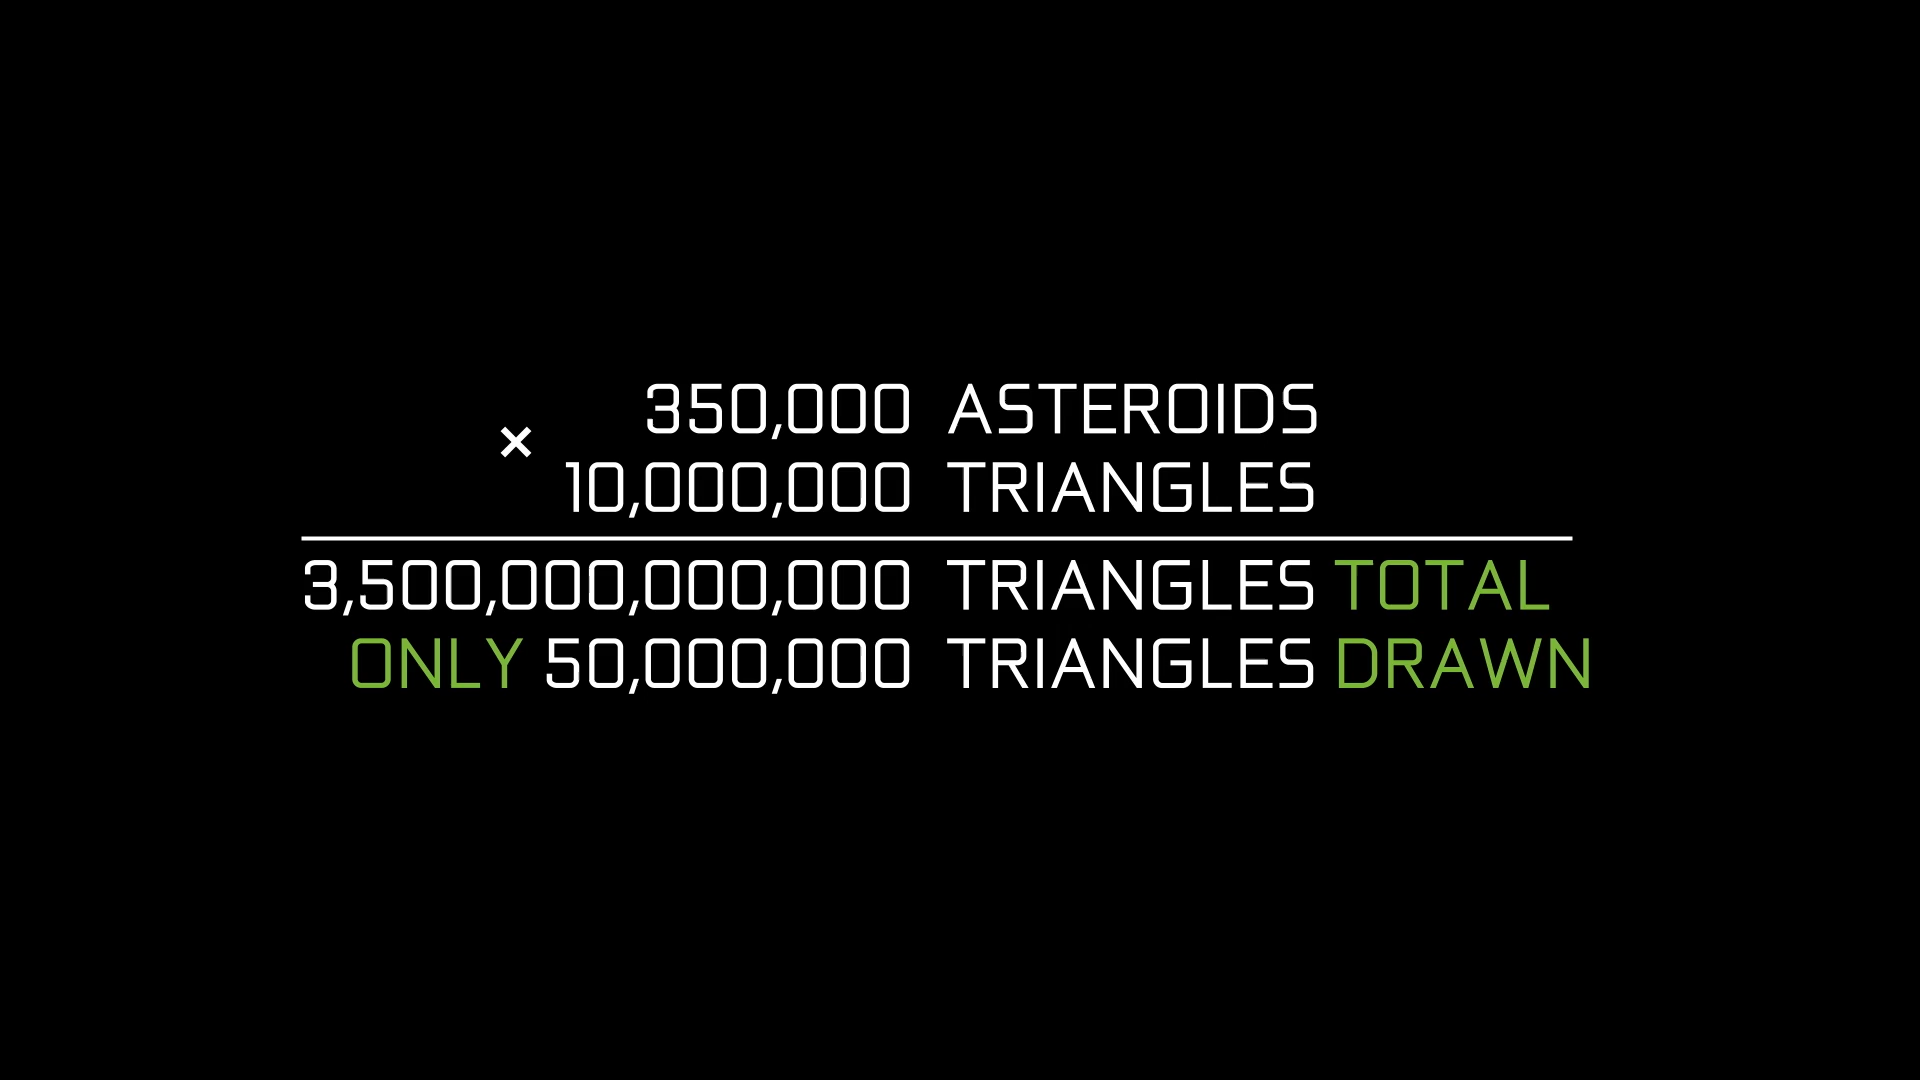 350,000 ASTEROIDS
×
10,000,000 TRIANGLES
3,500,000,000,000 TRIANGLES TOTAL
ONLY 50,000,000 TRIANGLES DRAWN